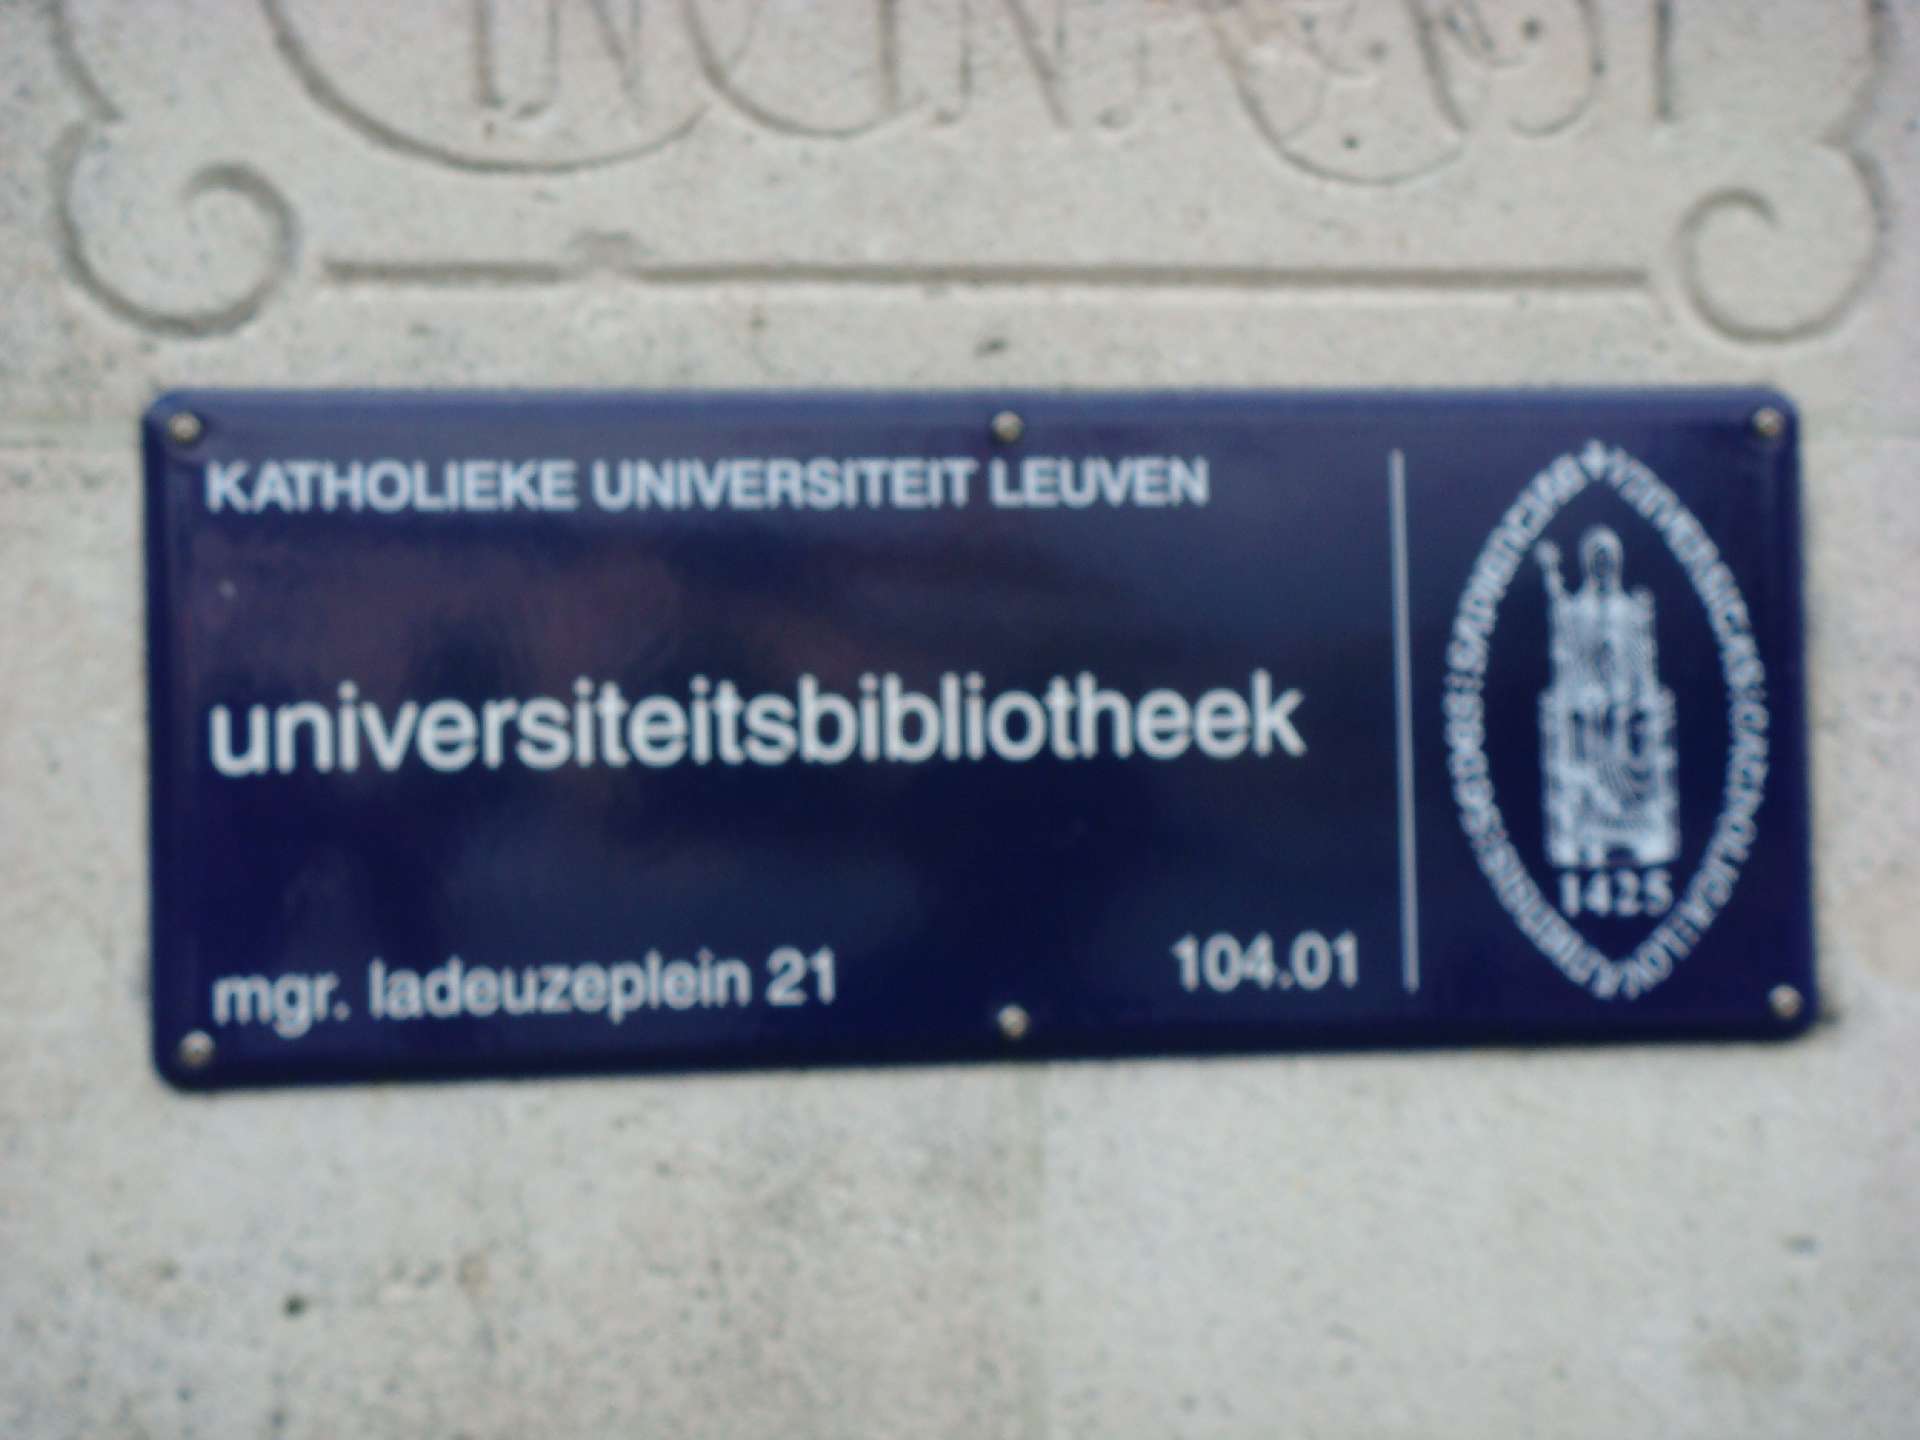 KATHOLIEKE UNIVERSITEIT LEUVEN
universiteitsbibliotheek
mgr. ladeuzeplein 21
104.01
1425